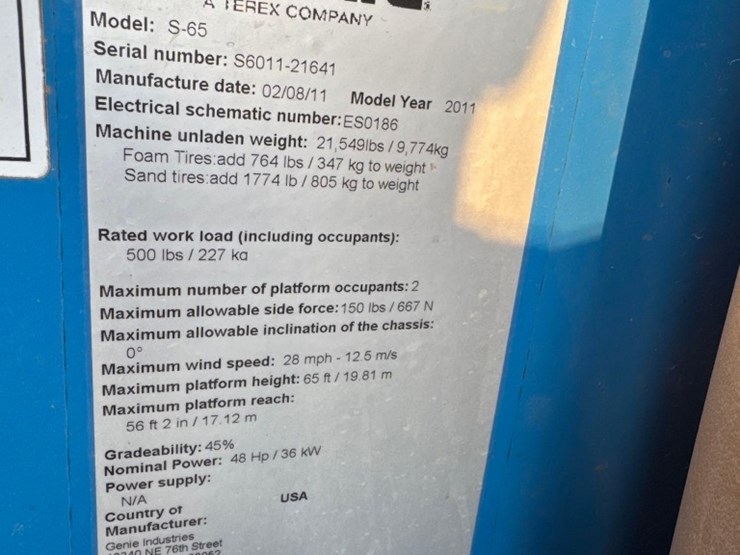 A TEREX COMPANY
Model: S-65
Serial number: S6011-21641
Manufacture date: 02/08/11 Model Year 2011
Electrical schematic number:ES0186
Machine unladen weight: 21,549lbs / 9,774kg
Foam Tires:add 764 lbs / 347 kg to weight
Sand tires:add 1774 lb / 805 kg to weight
Rated work load (including occupants):
500 lbs / 227 kg
Maximum number of platform occupants: 2
Maximum allowable side force:150 lbs / 667 N
Maximum allowable inclination of the chassis:
0°
Maximum wind speed: 28 mph - 12.5 m/s
Maximum platform height: 65 ft / 19.81 m
Maximum platform reach:
56 ft 2 in / 17.12 m
Gradeability: 45%
Nominal Power: 48 Hp / 36 kW
Power supply:
N/A
Country of USA
Manufacturer:
Genie Industries
NE 76th Street